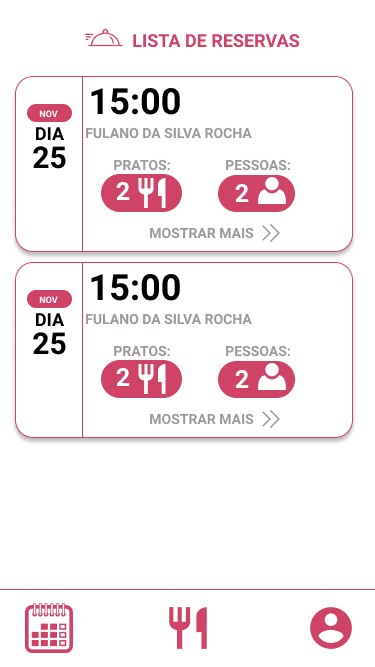 LISTA DE RESERVAS
NOV
DIA
25
15:00
FULANO DA SILVA ROCHA
PRATOS: PESSOAS:
2 2
MOSTRAR MAIS
NOV
DIA
25
15:00
FULANO DA SILVA ROCHA
PRATOS: PESSOAS:
2 2
MOSTRAR MAIS